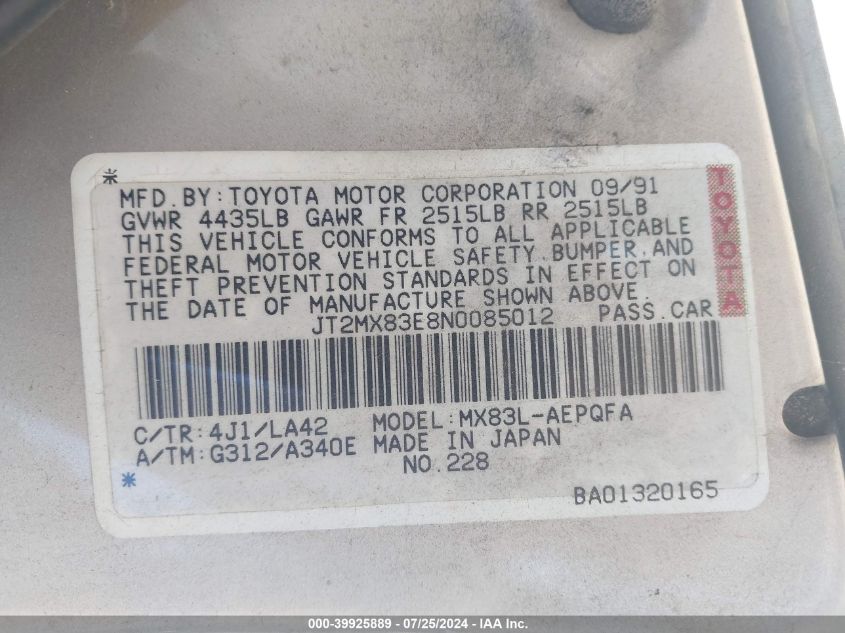 MFD.BY:TOYOTA MOTOR CORPORATION 09/91
GVWR 4435LB GAWR FR 2515LB RR 2515LB
THIS VEHICLE CONFORMS TO ALL APPLICABLE
FEDERAL MOTOR VEHICLE SAFETY,BUMPER,AND
THEFT PREVENTION STANDARDS IN EFFECT ON
THE DATE OF MANUFACTURE SHOWN ABOVE.
JT2MX83E8N0085012 PASS.CAR
TOYOTA
C/TR:4J1/LA42 MODEL:MX83L-AEPQFA
A/TM:G312/A340E MADE IN JAPAN
NO.228
BA01320165
000-39925889 - 07/25/2024 - IAA Inc.